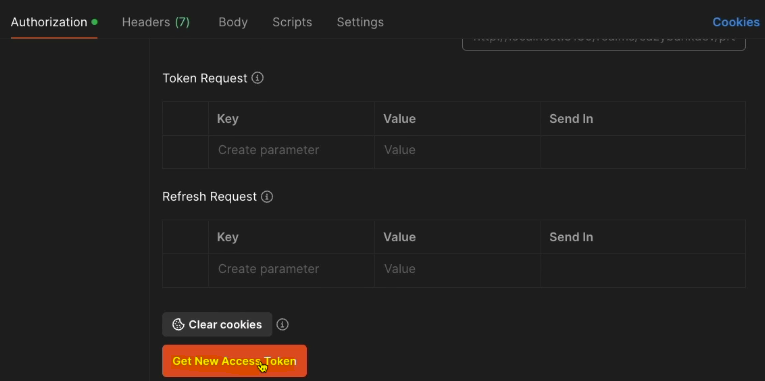 Authorization Headers (7) Body Scripts Settings Cookies
Token Request
Key Value Send In
Create parameter Value
Refresh Request
Key Value Send In
Create parameter Value
Clear cookies
Get New Access Token